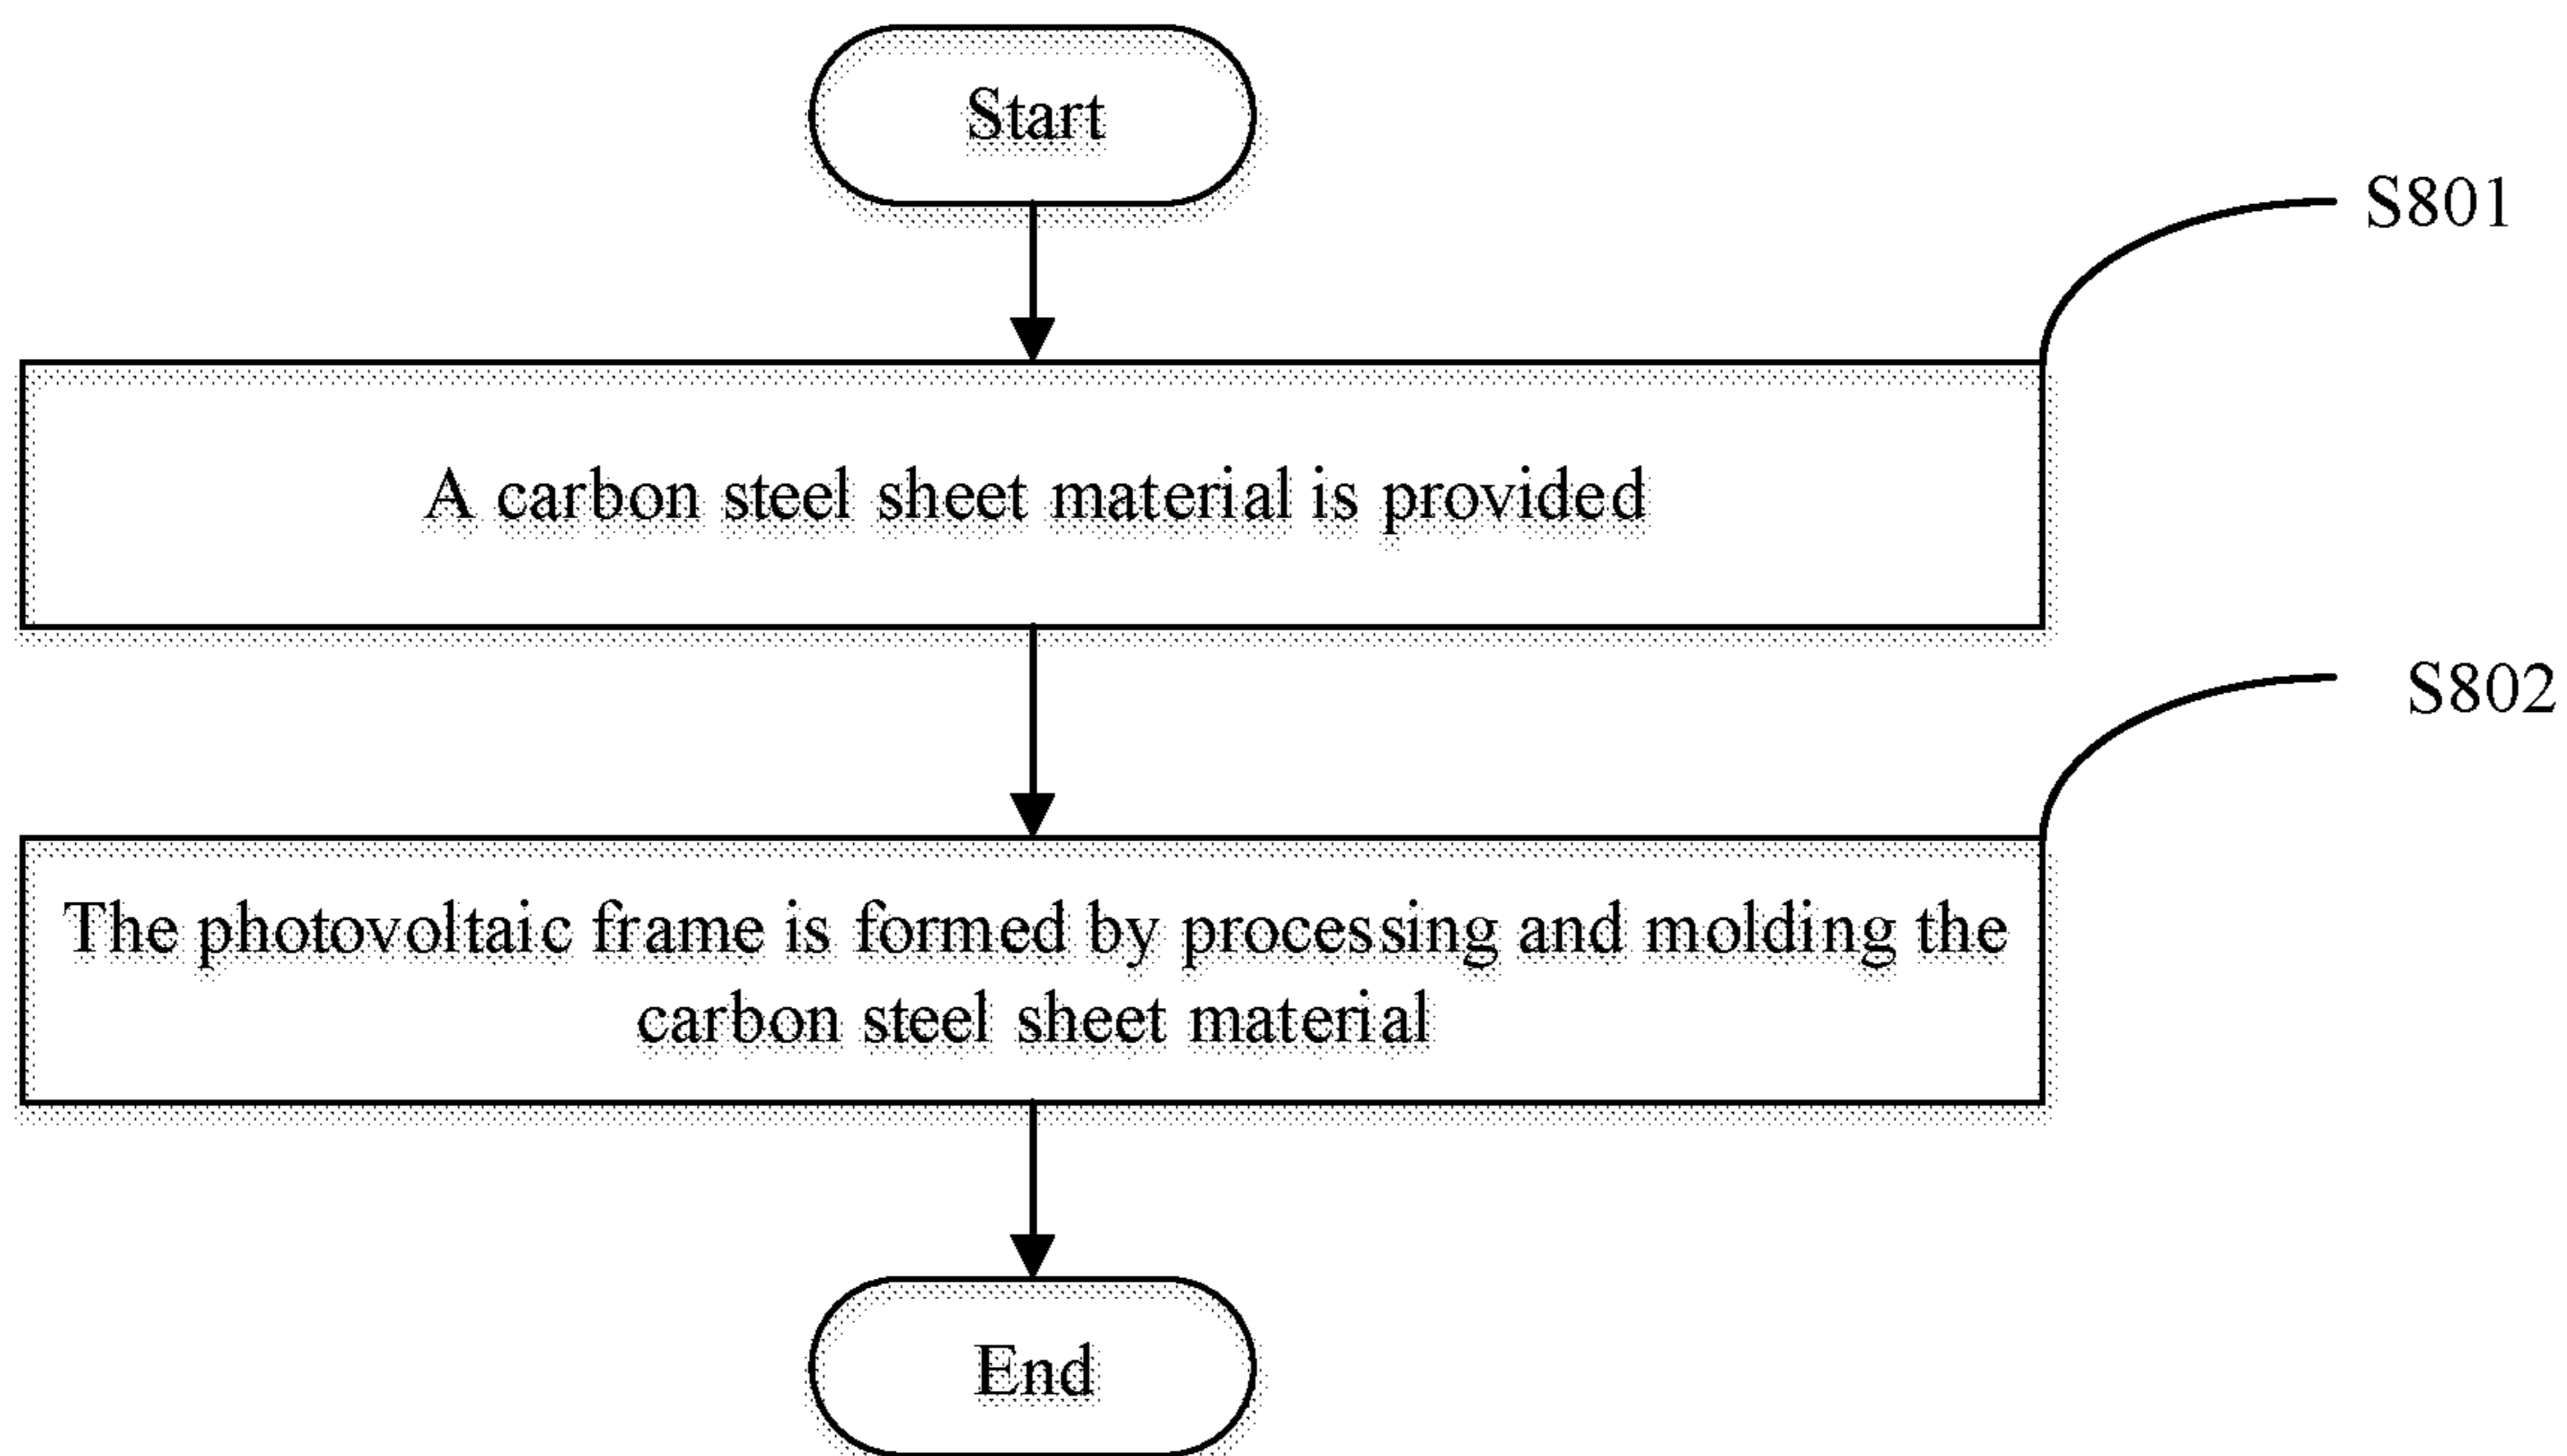 Start
S801
A carbon steel sheet material is provided
S802
The photovoltaic frame is formed by processing and molding the
carbon steel sheet material
End